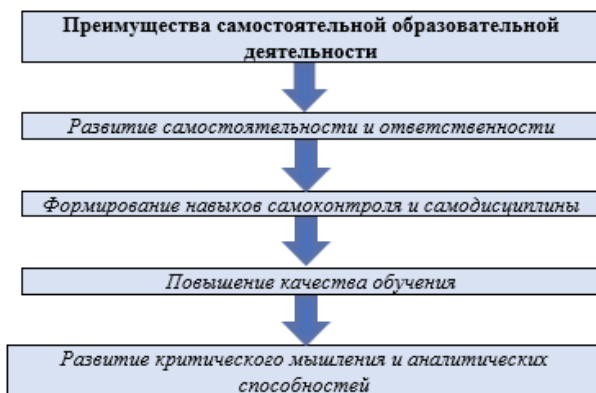 Преимущества самостоятельной образовательной
деятельности
Развитие самостоятельности и ответственности
Формирование навыков самоконтроля и самодисциплины
Повышение качества обучения
Развитие критического мышления и аналитических
способностей